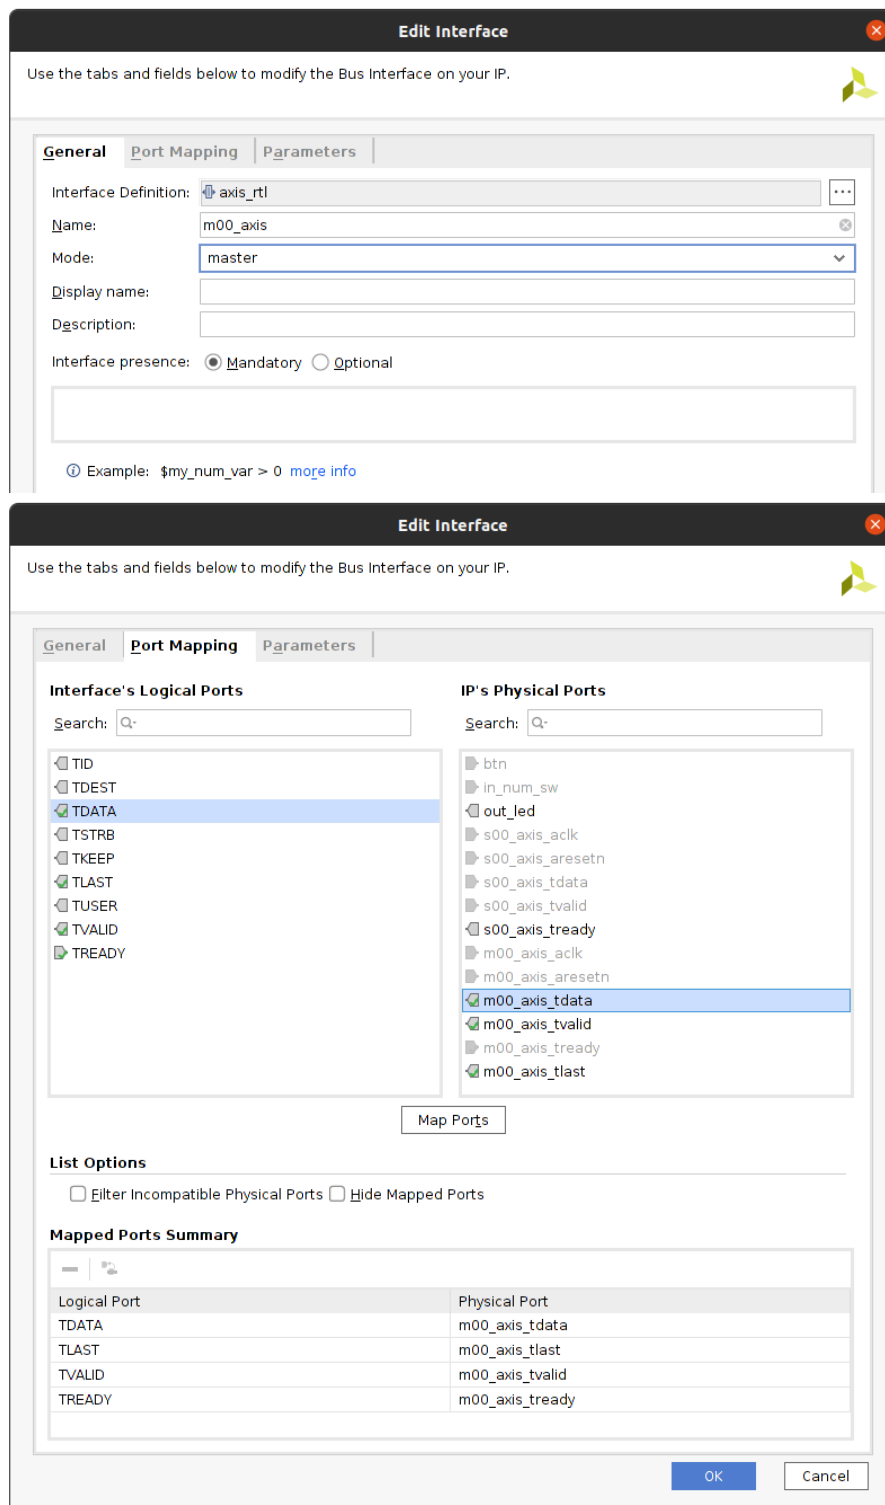 Edit Interface
Use the tabs and fields below to modify the Bus Interface on your IP.
General Port Mapping Parameters
Interface Definition: axis_rtl ...
Name: m00_axis
Mode: master
Display name:
Description:
Interface presence: Mandatory Optional
Example: $my_num_var > 0 more info
Edit Interface
Use the tabs and fields below to modify the Bus Interface on your IP.
General Port Mapping Parameters
Interface's Logical Ports
Search:
TID
TDEST
TDATA
TSTRB
TKEEP
TLAST
TUSER
TVALID
TREADY
IP's Physical Ports
Search:
btn
in_num_sw
out_led
s00_axis_aclk
s00_axis_aresetn
s00_axis_tdata
s00_axis_tvalid
s00_axis_tready
m00_axis_aclk
m00_axis_aresetn
m00_axis_tdata
m00_axis_tvalid
m00_axis_tready
m00_axis_tlast
Map Ports
List Options
Filter Incompatible Physical Ports Hide Mapped Ports
Mapped Ports Summary
Logical Port Physical Port
TDATA m00_axis_tdata
TLAST m00_axis_tlast
TVALID m00_axis_tvalid
TREADY m00_axis_tready
OK Cancel